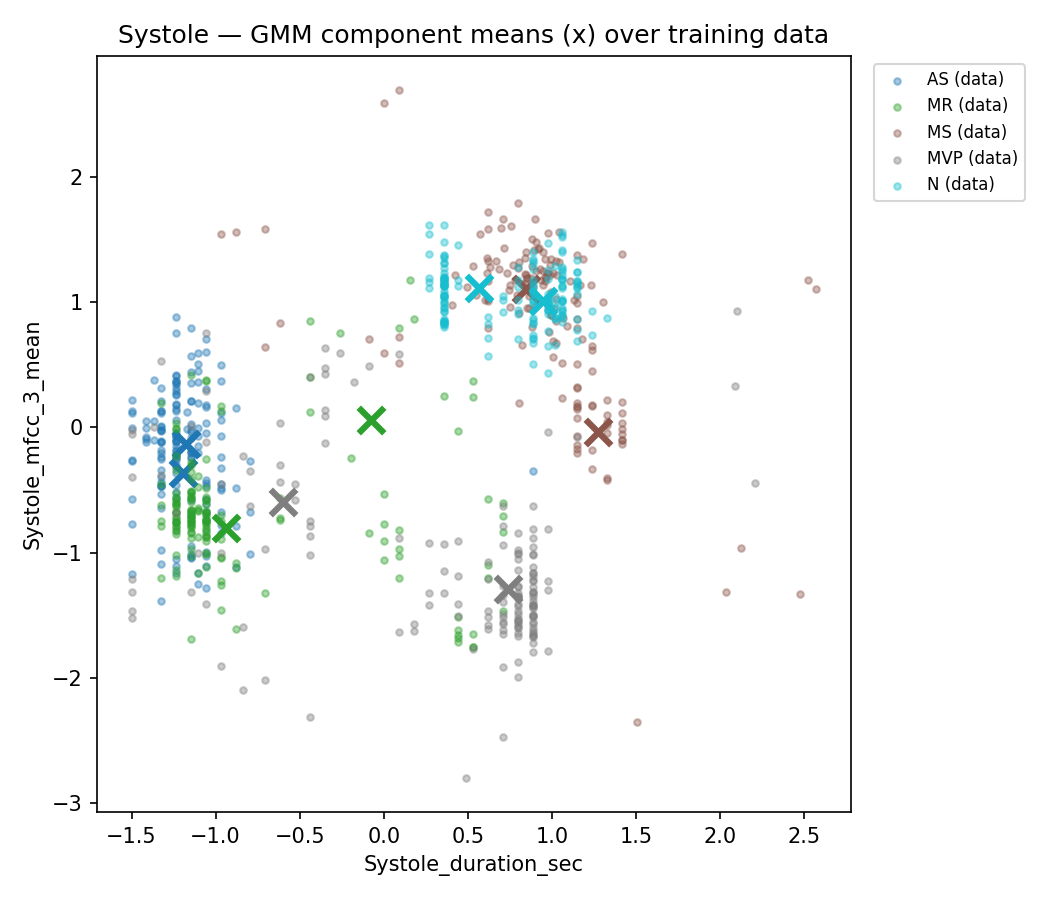 Systole — GMM component means (x) over training data
AS (data)
MR (data)
MS (data)
MVP (data)
N (data)
Systole_mfcc_3_mean
2
1
0
−1
−2
−3
−1.5 −1.0 −0.5 0.0 0.5 1.0 1.5 2.0 2.5
Systole_duration_sec